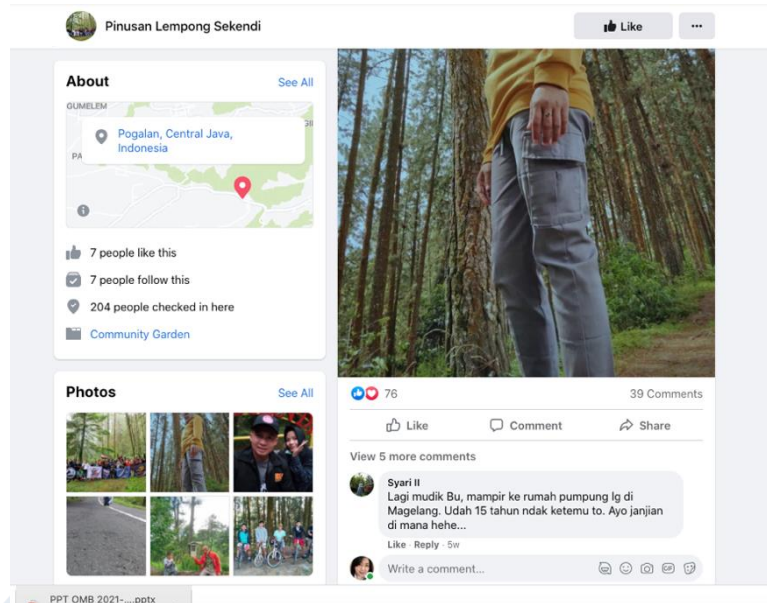 Pinusan Lempong Sekendi
Like
About
See All
GUMELEM
Pogalan, Central Java,
Indonesia
PA
7 people like this
7 people follow this
204 people checked in here
Community Garden
Photos
See All
76
39 Comments
Like
Comment
Share
View 5 more comments
Syari II
Lagi mudik Bu, mampir ke rumah pumpung lg di
Magelang. Udah 15 tahun ndak ketemu to. Ayo janjian
di mana hehe...
Like · Reply · 5w
Write a comment...
GIF
PPT OMB 2021-....pptx